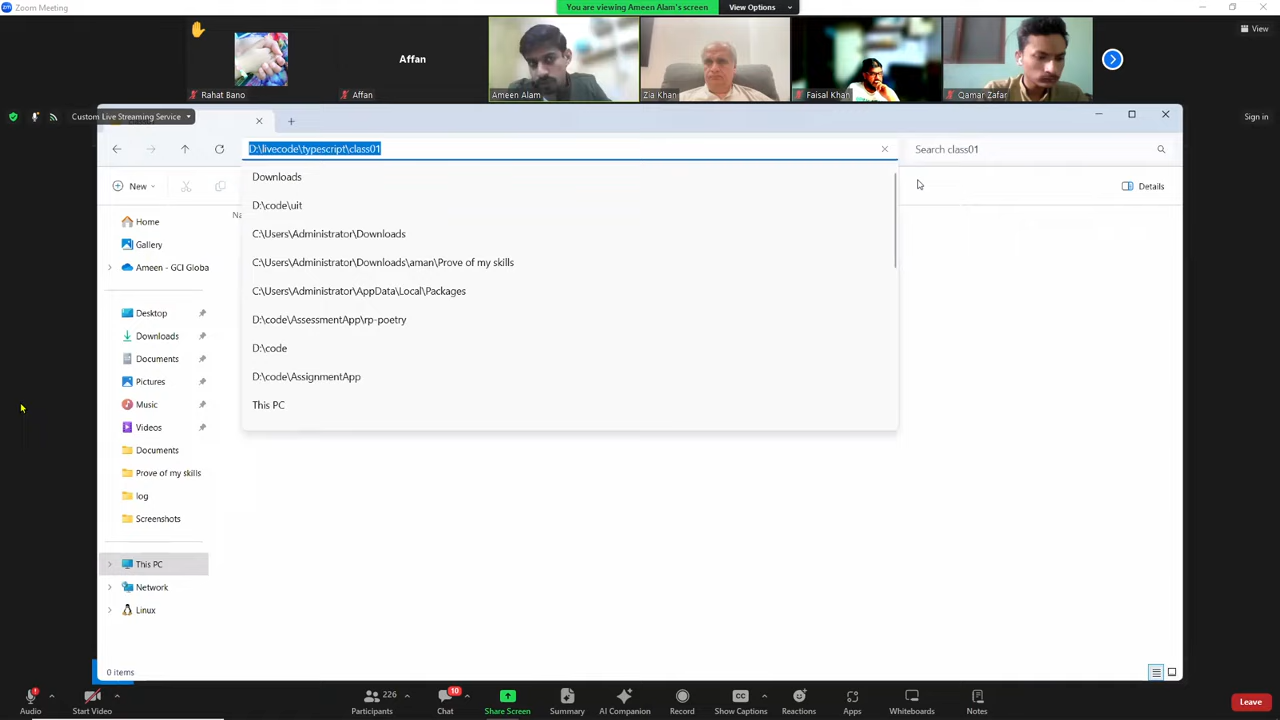 Zoom Meeting
You are viewing Ameen Alam's screen
View Options
View
Affan
Rahat Bano
Affan
Ameen Alam
Zia Khan
Faisal Khan
Qamar Zafar
Custom Live Streaming Service
Sign in
D:\livecode\typescript\class01
Search class01
New
Details
Downloads
D:\code\uit
C:\Users\Administrator\Downloads
C:\Users\Administrator\Downloads\aman\Prove of my skills
C:\Users\Administrator\AppData\Local\Packages
D:\code\AssessmentApp\rp-poetry
D:\code
D:\code\AssignmentApp
This PC
Na
Home
Gallery
Ameen - GCI Globa
Desktop
Downloads
Documents
Pictures
Music
Videos
Documents
Prove of my skills
log
Screenshots
This PC
Network
Linux
0 items
Audio
Start Video
Participants
226
Chat
10
Share Screen
Summary
AI Companion
Record
Show Captions
Reactions
Apps
Whiteboards
Notes
Leave